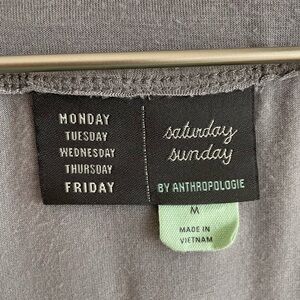 MONDAY
TUESDAY
WEDNESDAY
THURSDAY
FRIDAY
saturday
sunday
BY ANTHROPOLOGIE
M
MADE IN
VIETNAM